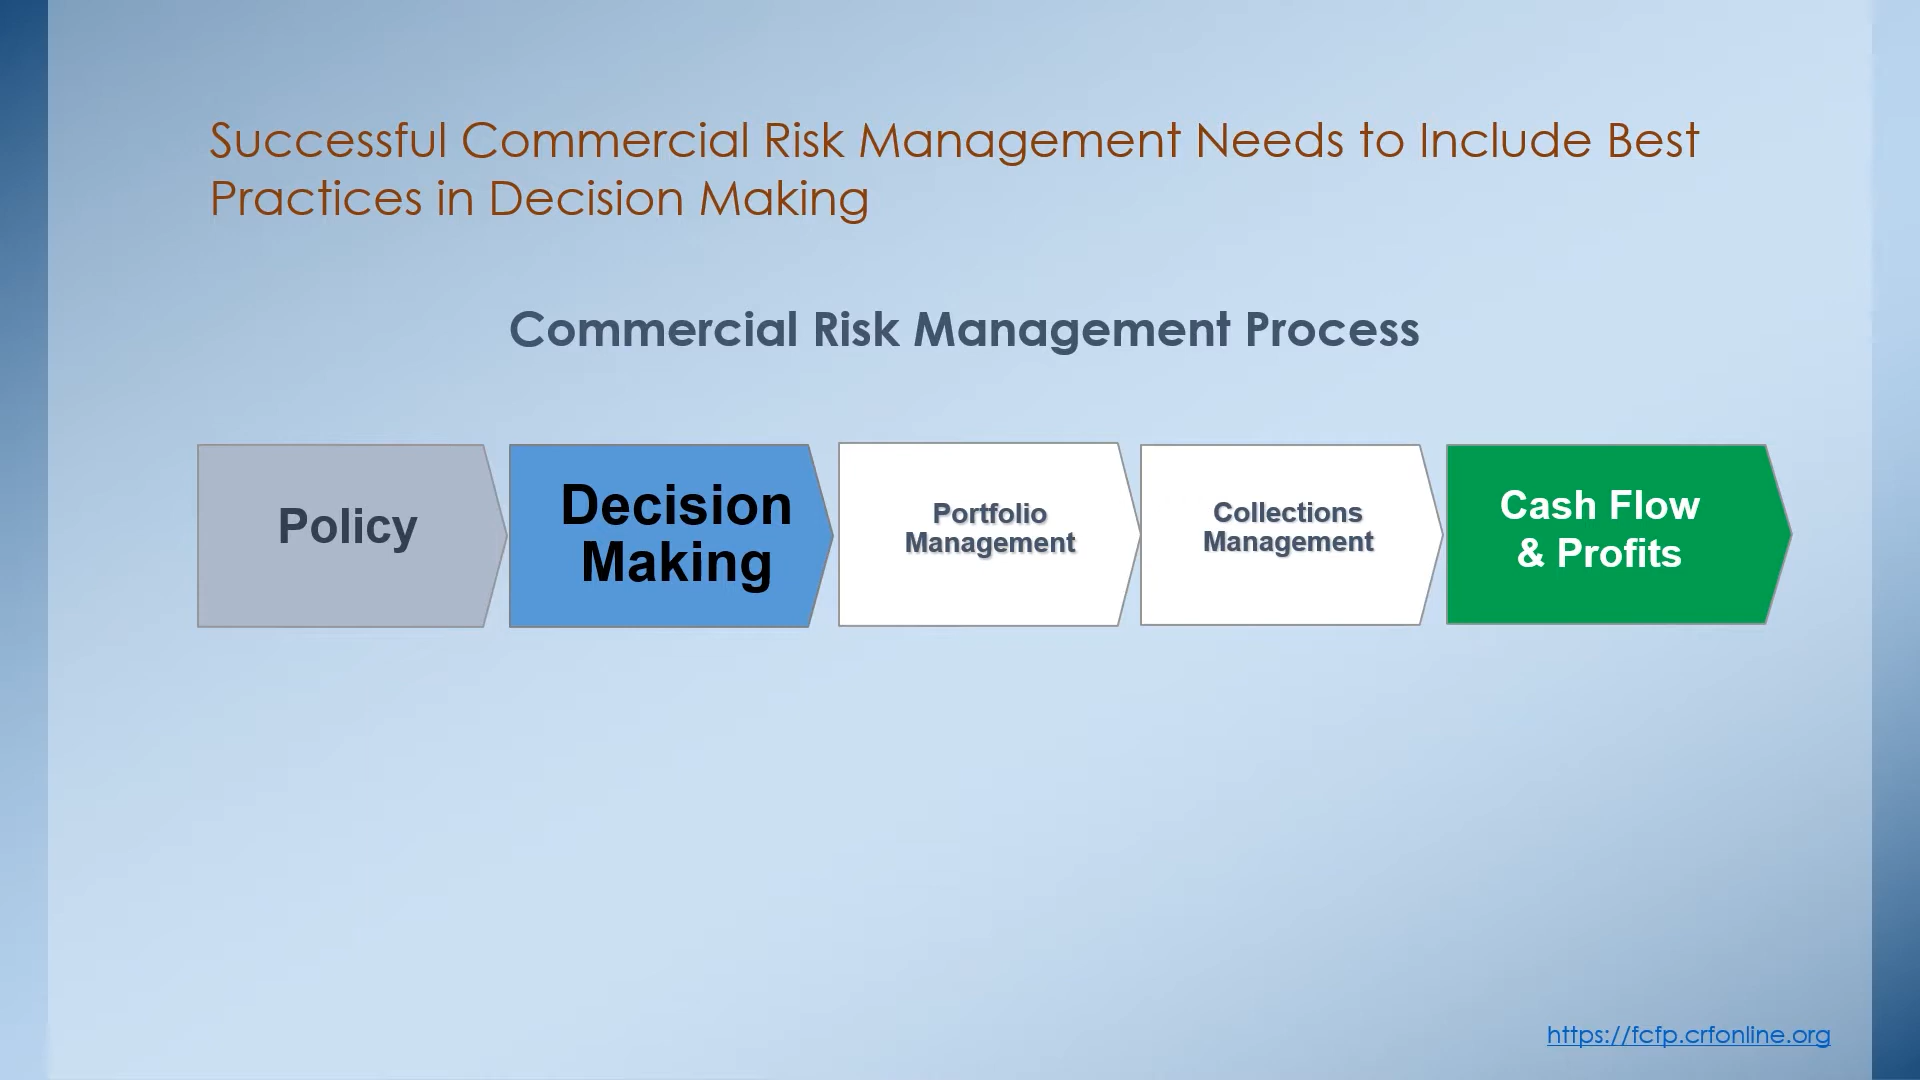 Successful Commercial Risk Management Needs to Include Best
Practices in Decision Making
Commercial Risk Management Process
Policy
Decision
Making
Portfolio
Management
Collections
Management
Cash Flow
& Profits
https://fcfp.crfonline.org